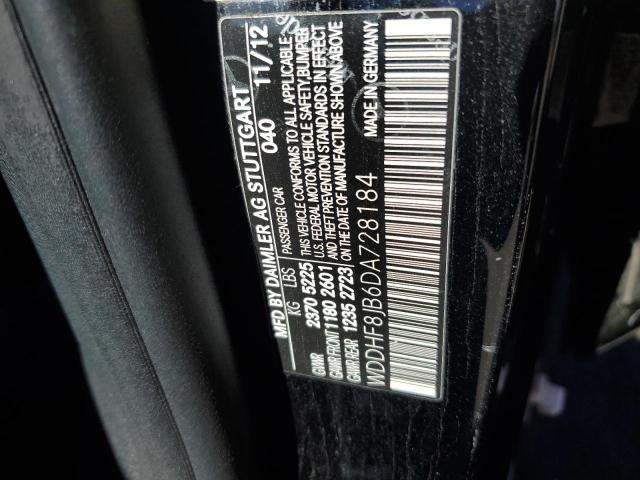 MFD BY DAIMLER AG STUTTGART
040 11/12
PASSENGER CAR
KG LBS
GVWR 2370 5225
GAWR FRONT 1180 2601
GAWR REAR 1235 2723
THIS VEHICLE CONFORMS TO ALL APPLICABLE
U.S. FEDERAL MOTOR VEHICLE SAFETY,BUMPER
AND THEFT PREVENTION STANDARDS IN EFFECT
ON THE DATE OF MANUFACTURE SHOWN ABOVE
WDDHF8JB6DA728184 MADE IN GERMANY